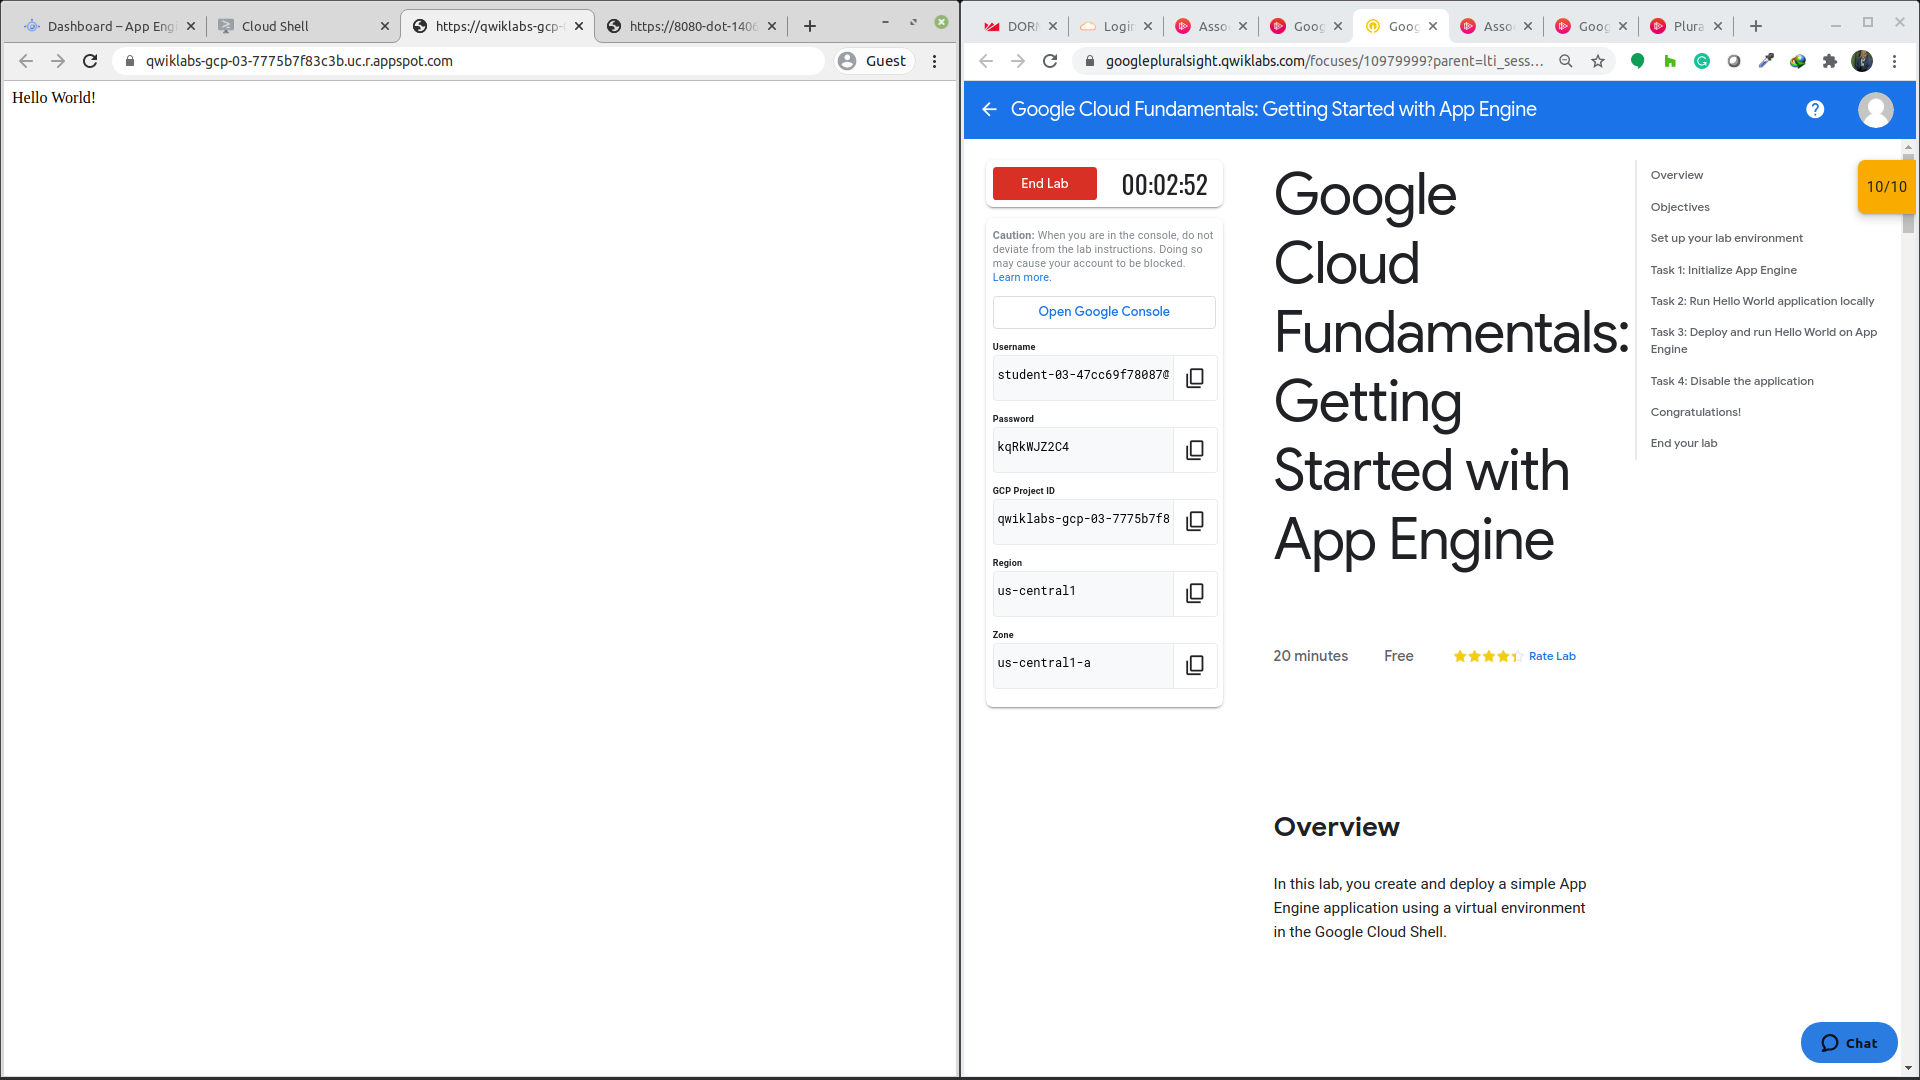 Dashboard – App Eng
Cloud Shell
https://qwiklabs-gcp-
https://8080-dot-1406
qwiklabs-gcp-03-7775b7f83c3b.uc.r.appspot.com
Guest
Hello World!
DORM
Login
Asso
Goog
Goog
Asso
Goog
Plura
googlepluralsight.qwiklabs.com/focuses/10979999?parent=lti_sess...
Google Cloud Fundamentals: Getting Started with App Engine
End Lab
00:02:52
Caution: When you are in the console, do not
deviate from the lab instructions. Doing so
may cause your account to be blocked.
Learn more.
Open Google Console
Username
student-03-47cc69f78087@
Password
kqRkWJZ2C4
GCP Project ID
qwiklabs-gcp-03-7775b7f8
Region
us-central1
Zone
us-central1-a
Google
Cloud
Fundamentals:
Getting
Started with
App Engine
20 minutes
Free
Rate Lab
Overview
In this lab, you create and deploy a simple App
Engine application using a virtual environment
in the Google Cloud Shell.
Overview
Objectives
Set up your lab environment
Task 1: Initialize App Engine
Task 2: Run Hello World application locally
Task 3: Deploy and run Hello World on App
Engine
Task 4: Disable the application
Congratulations!
End your lab
10/10
Chat